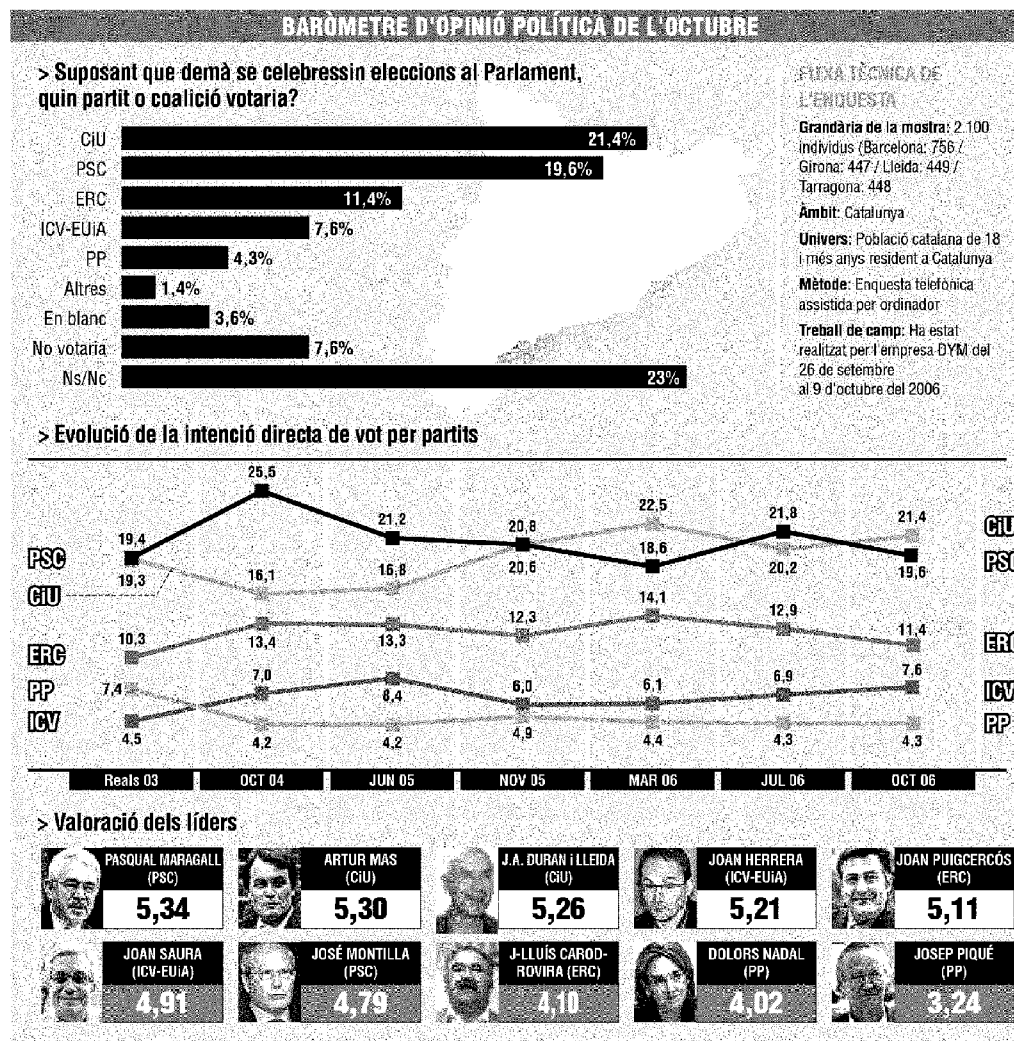 BARÒMETRE D'OPINIÓ POLÍTICA DE L'OCTUBRE
> Suposant que demà se celebressin eleccions al Parlament,
quin partit o coalició votaria?
CiU 21,4%
PSC 19,6%
ERC 11,4%
ICV-EUiA 7,6%
PP 4,3%
Altres 1,4%
En blanc 3,6%
No votaria 7,6%
Ns/Nc 23%
FITXA TÈCNICA DE
L'ENQUESTA
Grandària de la mostra: 2.100
individus (Barcelona: 756 /
Girona: 447 / Lleida: 449 /
Tarragona: 448
Àmbit: Catalunya
Univers: Població catalana de 18
i més anys resident a Catalunya
Mètode: Enquesta telefònica
assistida per ordinador
Treball de camp: Ha estat
realitzat per l'empresa DYM del
26 de setembre
al 9 d'octubre del 2006
> Evolució de la intenció directa de vot per partits
PSC 19,4 25,5 21,2 20,8 18,6 21,8 19,6 PSC
CiU 19,3 16,1 16,8 20,6 22,5 20,2 21,4 CiU
ERC 10,3 13,4 13,3 12,3 14,1 12,9 11,4 ERC
PP 7,4 4,2 4,2 4,9 4,4 4,3 4,3 PP
ICV 4,5 7,0 8,4 6,0 6,1 6,9 7,6 ICV
Reals 03 OCT 04 JUN 05 NOV 05 MAR 06 JUL 06 OCT 06
> Valoració dels líders
PASQUAL MARAGALL
(PSC)
5,34
ARTUR MAS
(CiU)
5,30
J.A. DURAN i LLEIDA
(CiU)
5,26
JOAN HERRERA
(ICV-EUiA)
5,21
JOAN PUIGCERCÓS
(ERC)
5,11
JOAN SAURA
(ICV-EUiA)
4,91
JOSÉ MONTILLA
(PSC)
4,79
J-LLUÍS CAROD-
ROVIRA (ERC)
4,10
DOLORS NADAL
(PP)
4,02
JOSEP PIQUÉ
(PP)
3,24